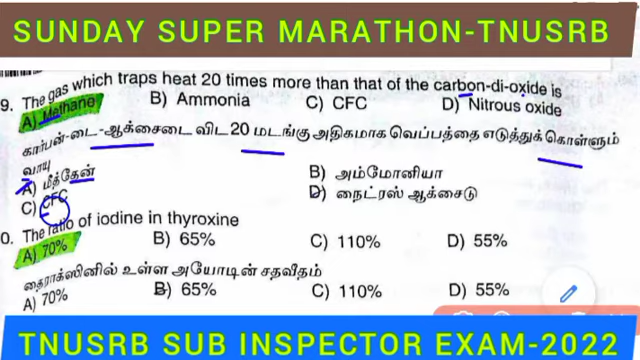 SUNDAY SUPER MARATHON-TNUSRB
9. The gas which traps heat 20 times more than that of the carbon-di-oxide is
A) Methane B) Ammonia C) CFC D) Nitrous oxide
கார்பன்-டை-ஆக்சைடை விட 20 மடங்கு அதிகமாக வெப்பத்தை எடுத்துக் கொள்ளும்
வாயு
A) மீத்தேன் B) அம்மோனியா
C) CFC D) நைட்ரஸ் ஆக்சைடு
0. The ratio of iodine in thyroxine
A) 70% B) 65% C) 110% D) 55%
தைராக்ஸினில் உள்ள அயோடின் சதவீதம்
A) 70% B) 65% C) 110% D) 55%
TNUSRB SUB INSPECTOR EXAM-2022